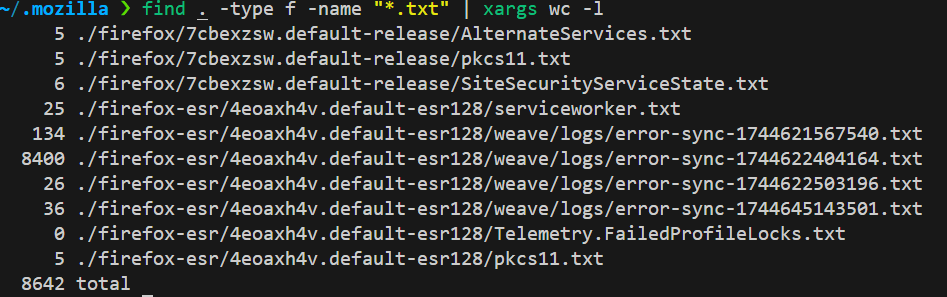 ~/.mozilla ❯ find . -type f -name "*.txt" | xargs wc -l
5 ./firefox/7cbexzsw.default-release/AlternateServices.txt
5 ./firefox/7cbexzsw.default-release/pkcs11.txt
6 ./firefox/7cbexzsw.default-release/SiteSecurityServiceState.txt
25 ./firefox-esr/4eoaxh4v.default-esr128/serviceworker.txt
134 ./firefox-esr/4eoaxh4v.default-esr128/weave/logs/error-sync-1744621567540.txt
8400 ./firefox-esr/4eoaxh4v.default-esr128/weave/logs/error-sync-1744622404164.txt
26 ./firefox-esr/4eoaxh4v.default-esr128/weave/logs/error-sync-1744622503196.txt
36 ./firefox-esr/4eoaxh4v.default-esr128/weave/logs/error-sync-1744645143501.txt
0 ./firefox-esr/4eoaxh4v.default-esr128/Telemetry.FailedProfileLocks.txt
5 ./firefox-esr/4eoaxh4v.default-esr128/pkcs11.txt
8642 total